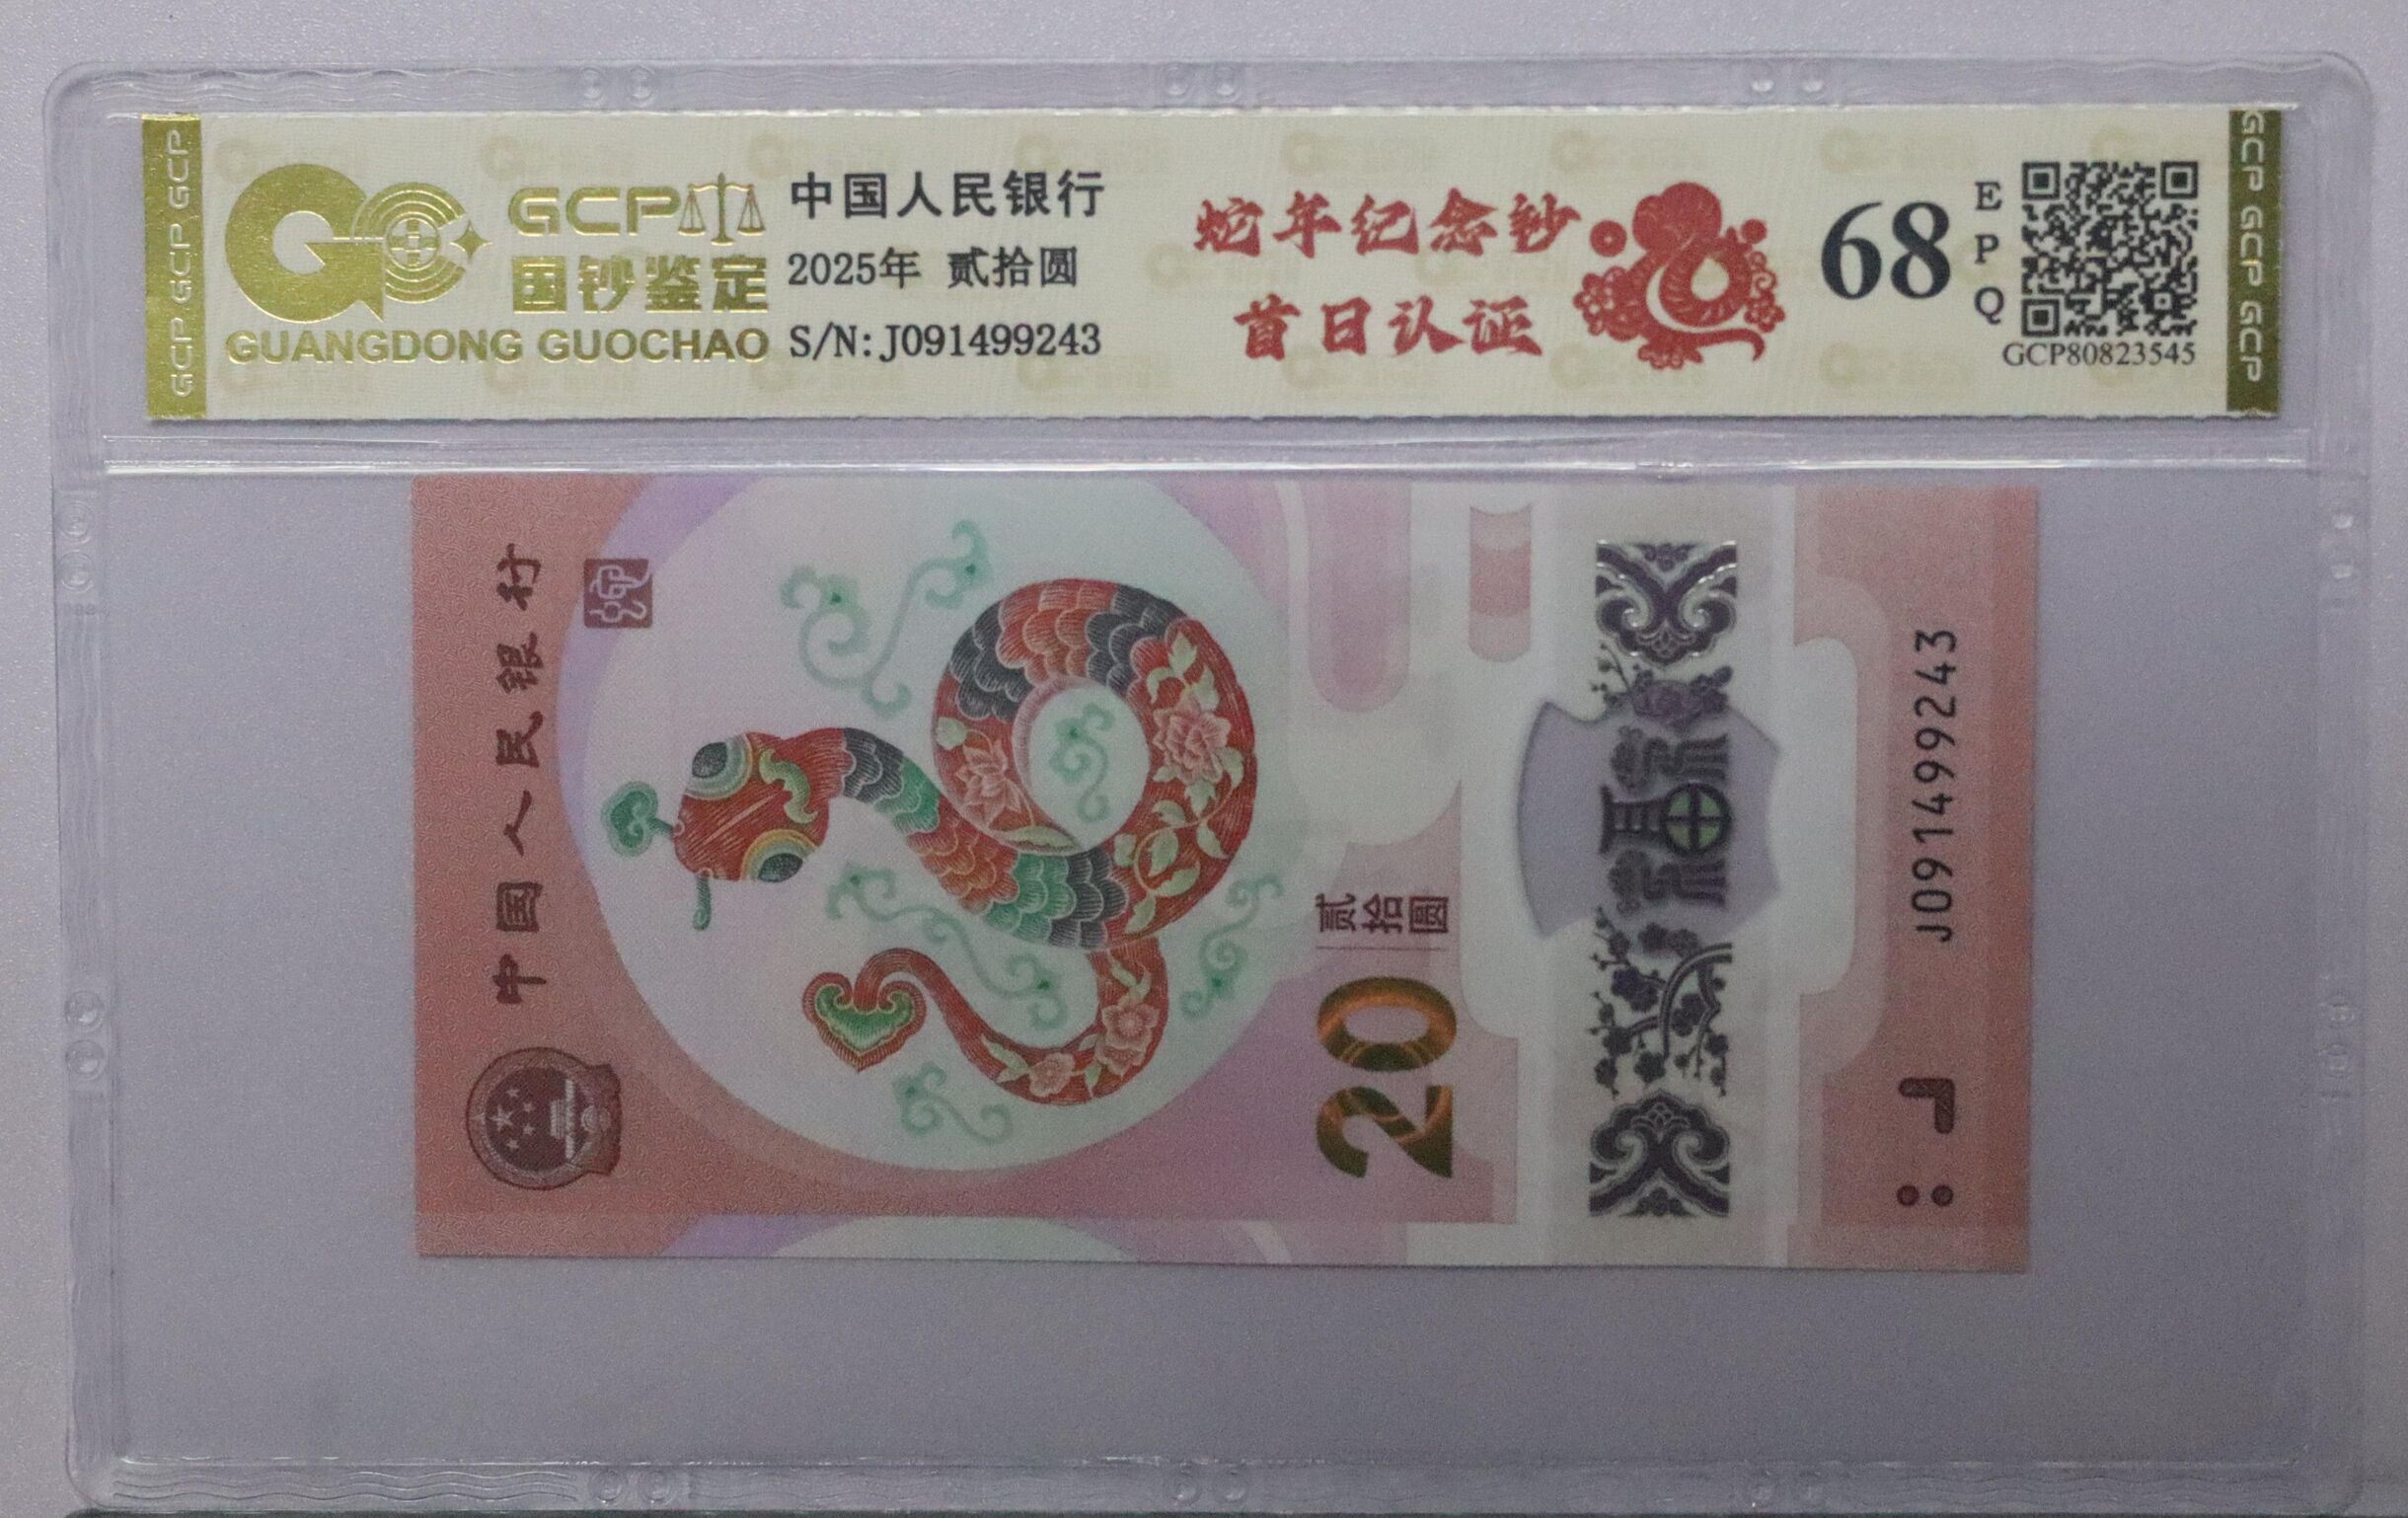 GCP GCP GCP
GCP
国钞鉴定
GUANGDONG GUOCHAO
中国人民银行
2025年 贰拾圆
S/N:J091499243
蛇年纪念钞
首日认证
68
EPQ
GCP80823545
GCP GCP GCP
中国人民银行
贰拾圆
20
福
J091499243